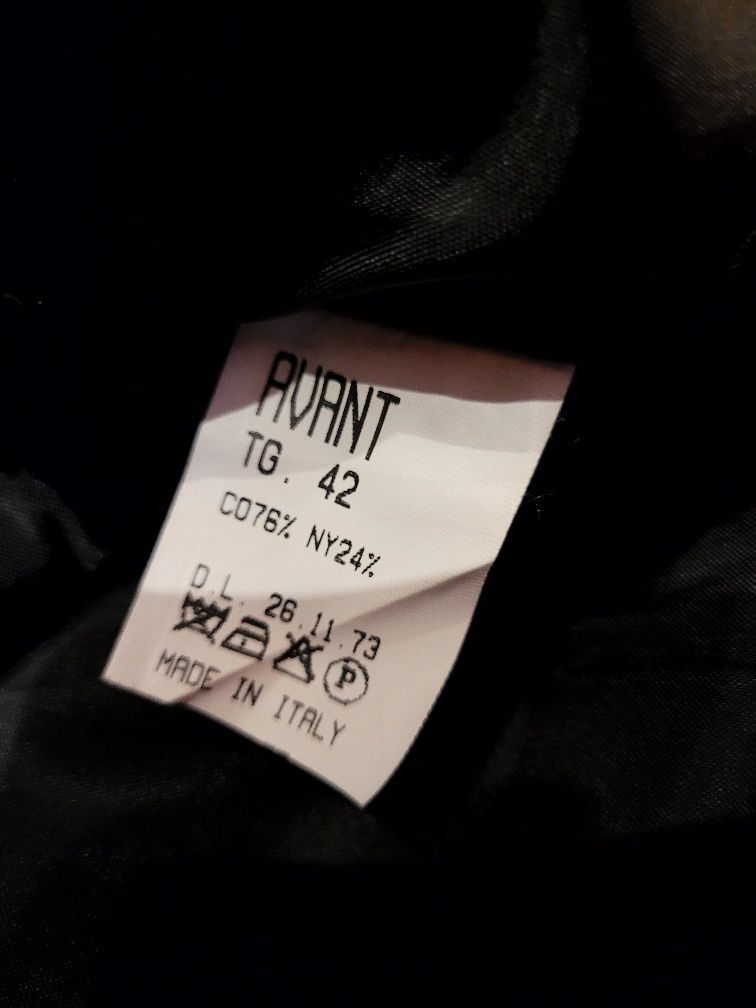 AVANT
TG. 42
CO76% NY24%
D.L. 26.11.73
P
MADE IN ITALY